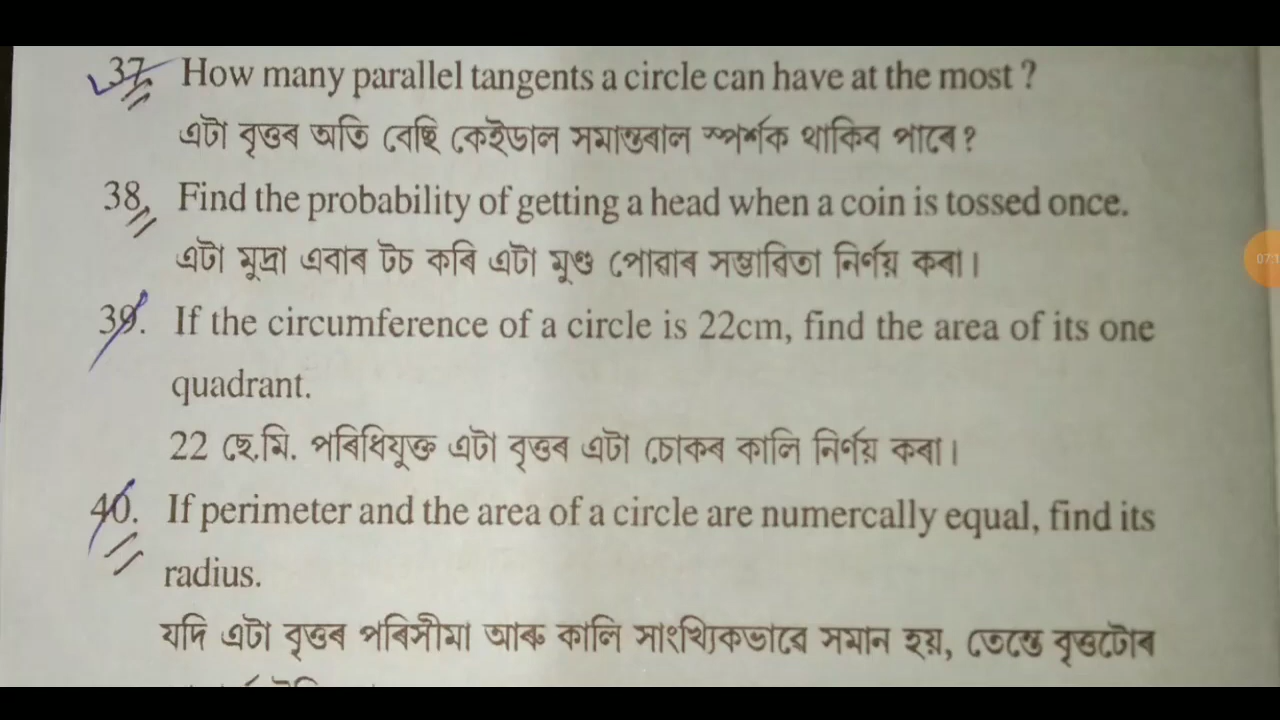 37. How many parallel tangents a circle can have at the most ?
এটা বৃত্তৰ অতি বেছি কেইডাল সমান্তৰাল স্পৰ্শক থাকিব পাৰে?
38. Find the probability of getting a head when a coin is tossed once.
এটা মুদ্ৰা এবাৰ টচ কৰি এটা মুণ্ড পোৱাৰ সম্ভাৱিতা নিৰ্ণয় কৰা।
39. If the circumference of a circle is 22cm, find the area of its one
quadrant.
22 ছে.মি. পৰিধিযুক্ত এটা বৃত্তৰ এটা চোকৰ কালি নিৰ্ণয় কৰা।
40. If perimeter and the area of a circle are numercally equal, find its
radius.
যদি এটা বৃত্তৰ পৰিসীমা আৰু কালি সাংখ্যিকভাৱে সমান হয়, তেন্তে বৃত্তটোৰ